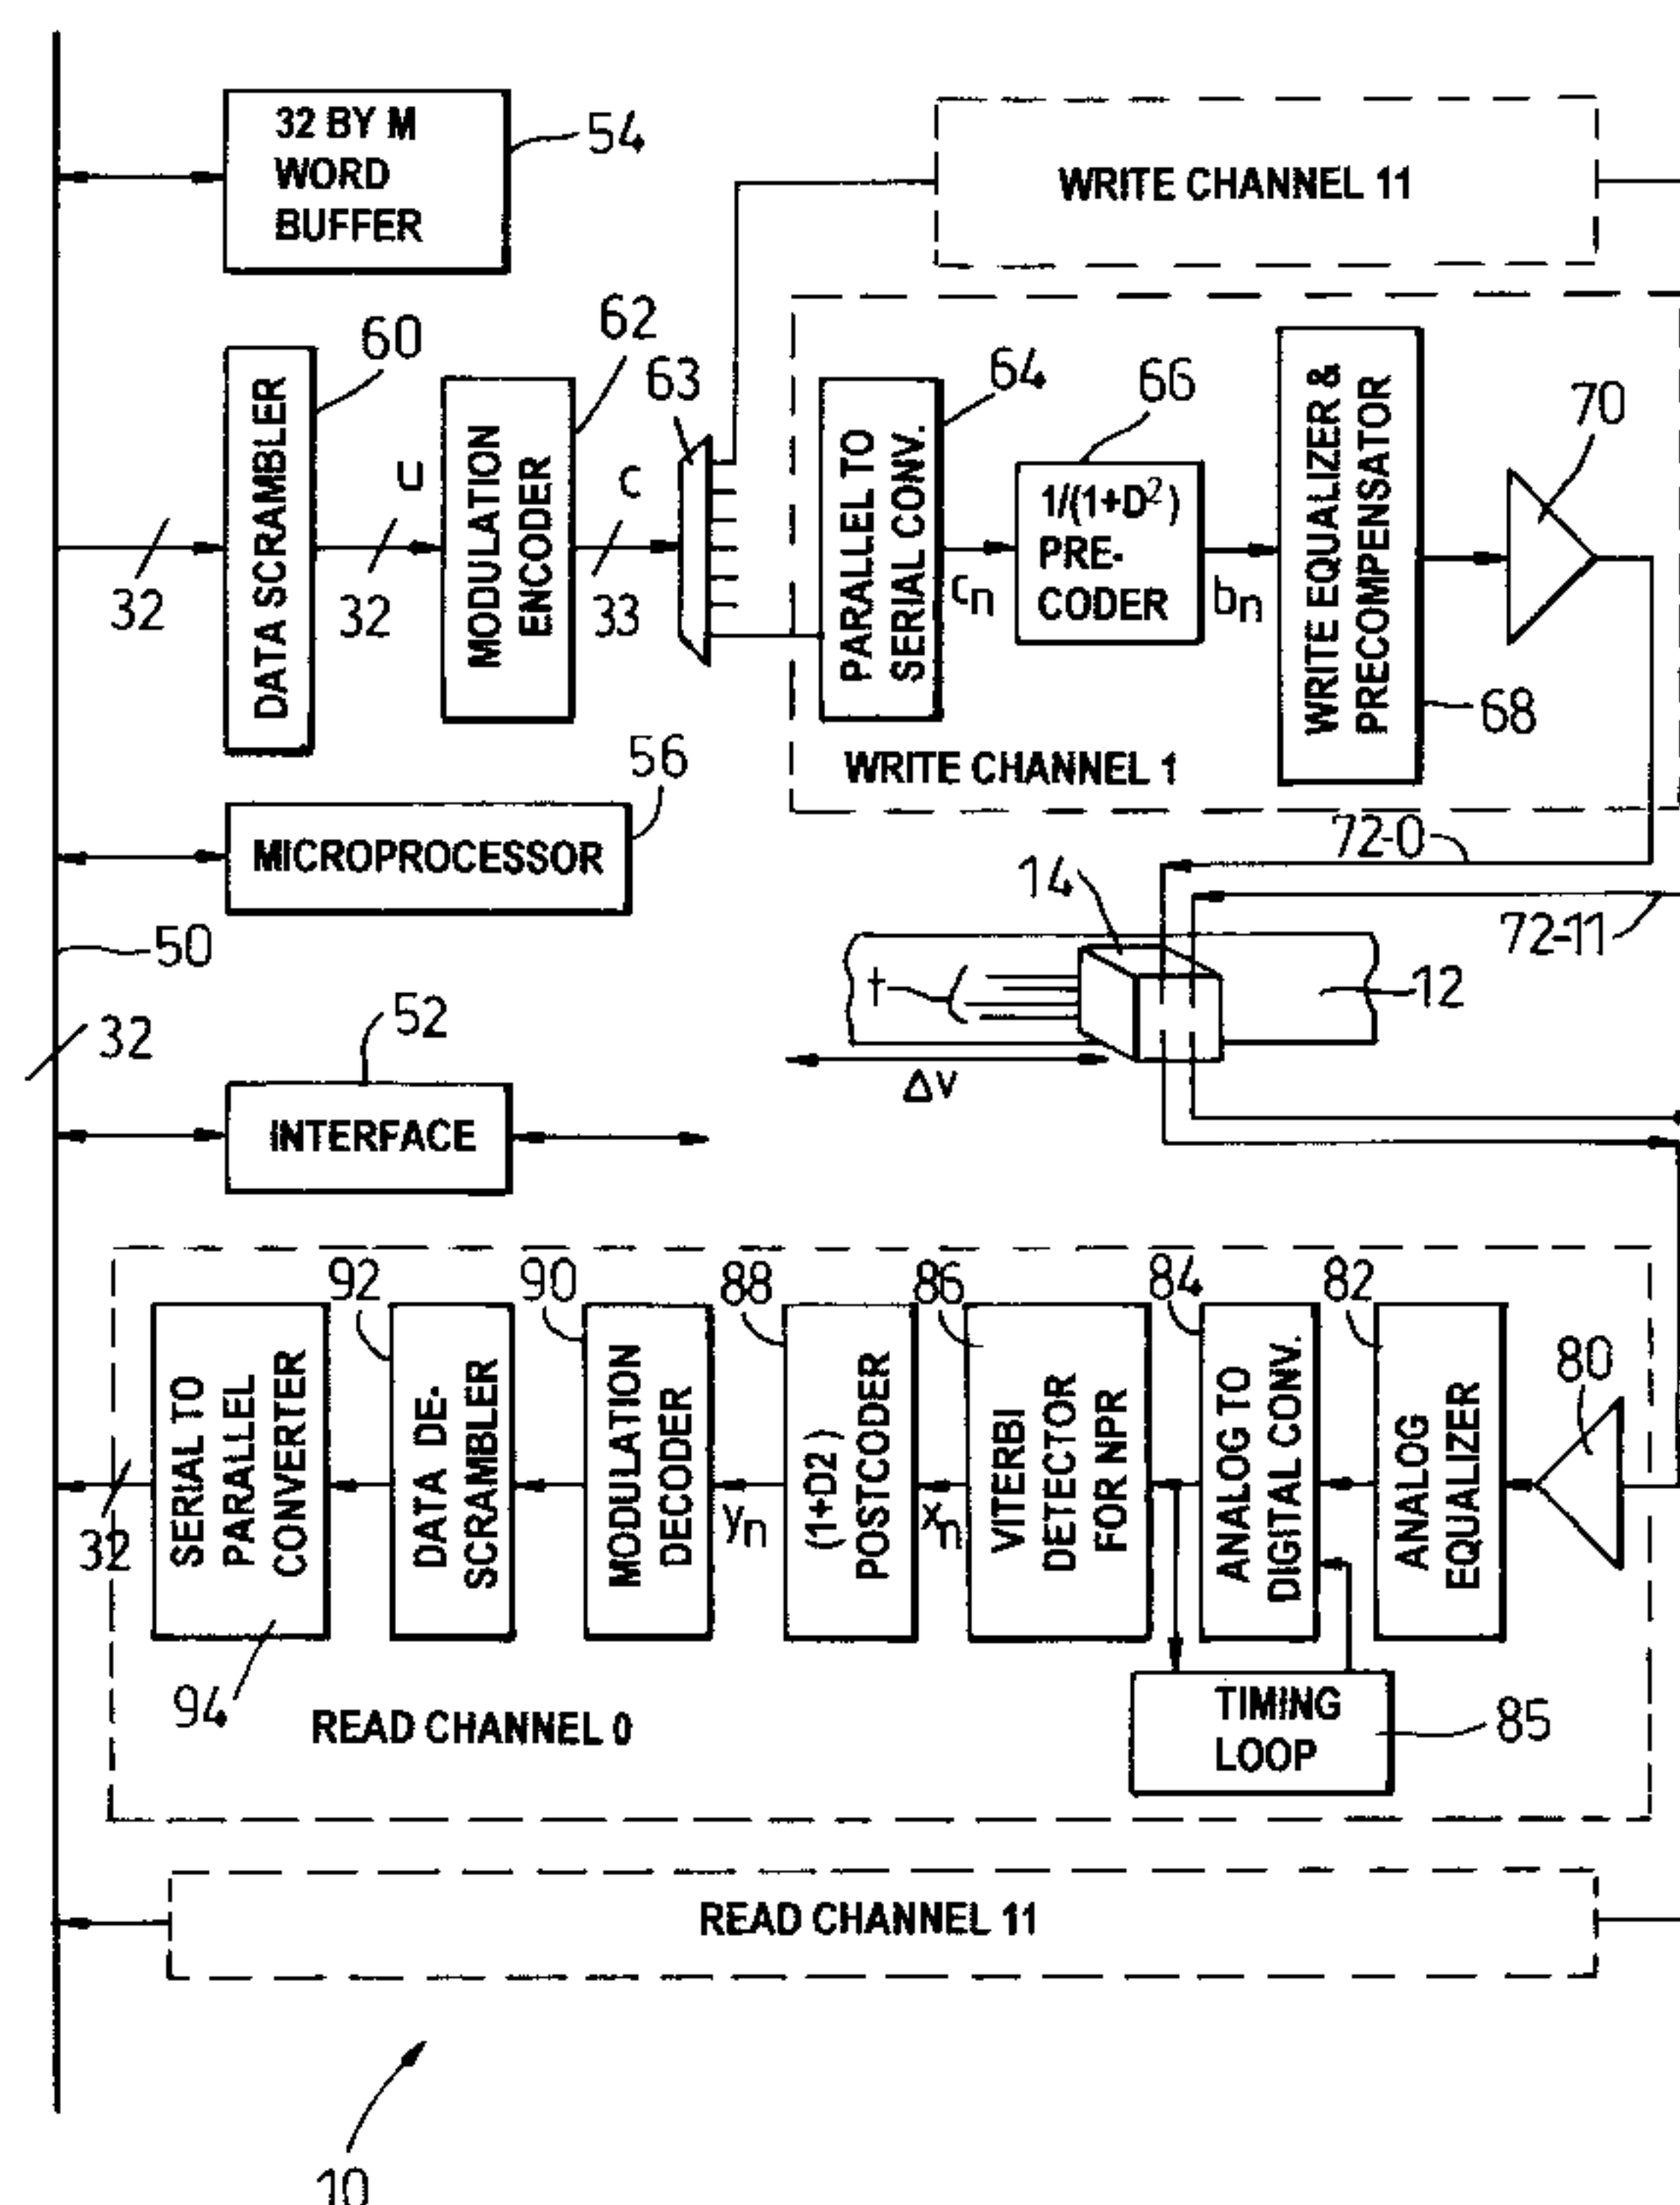 32 BY M
WORD
BUFFER
54
WRITE CHANNEL 11
60
62
63
64
66
70
DATA SCRAMBLER
MODULATION
ENCODER
PARALLEL TO
SERIAL CONV.
1/(1+D²)
PRE-
CODER
WRITE EQUALIZER &
PRECOMPENSATOR
u
c
cn
bn
32
32
33
68
WRITE CHANNEL 1
56
MICROPROCESSOR
72-0
14
72-11
50
t
12
52
32
ΔV
INTERFACE
92
90
88
86
84
82
80
SERIAL TO
PARALLEL
CONVERTER
DATA DE-
SCRAMBLER
MODULATION
DECODER
(1+D2)
POSTCODER
VITERBI
DETECTOR
FOR NPR
ANALOG TO
DIGITAL CONV.
ANALOG
EQUALIZER
32
yn
xn
94
READ CHANNEL 0
TIMING
LOOP
85
READ CHANNEL 11
10